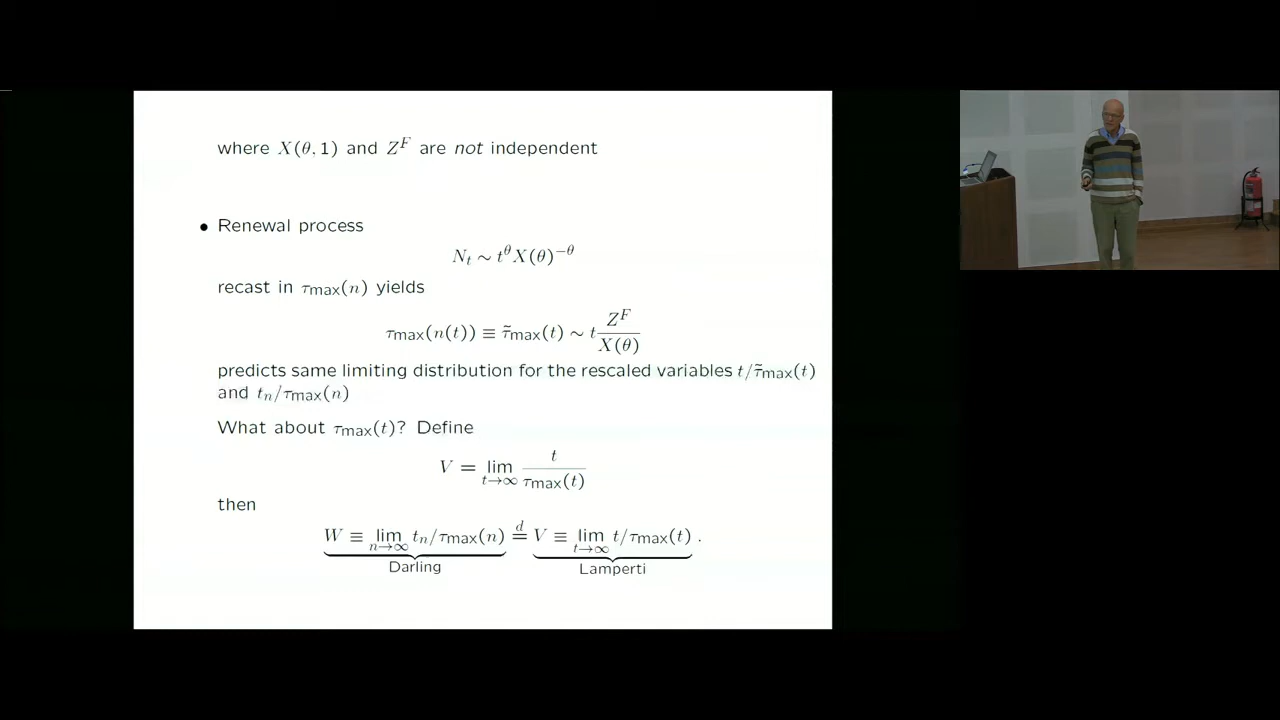 where X(θ, 1) and Z^F are not independent
• Renewal process
N_t ∼ t^θ X(θ)^{−θ}
recast in τ_max(n) yields
τ_max(n(t)) ≡ τ̃_max(t) ∼ t Z^F / X(θ)
predicts same limiting distribution for the rescaled variables t/τ̃_max(t)
and t_n/τ_max(n)
What about τ_max(t)? Define
V = lim_{t→∞} t / τ_max(t)
then
W ≡ lim_{n→∞} t_n/τ_max(n) =^d V ≡ lim_{t→∞} t/τ_max(t) .
Darling Lamperti